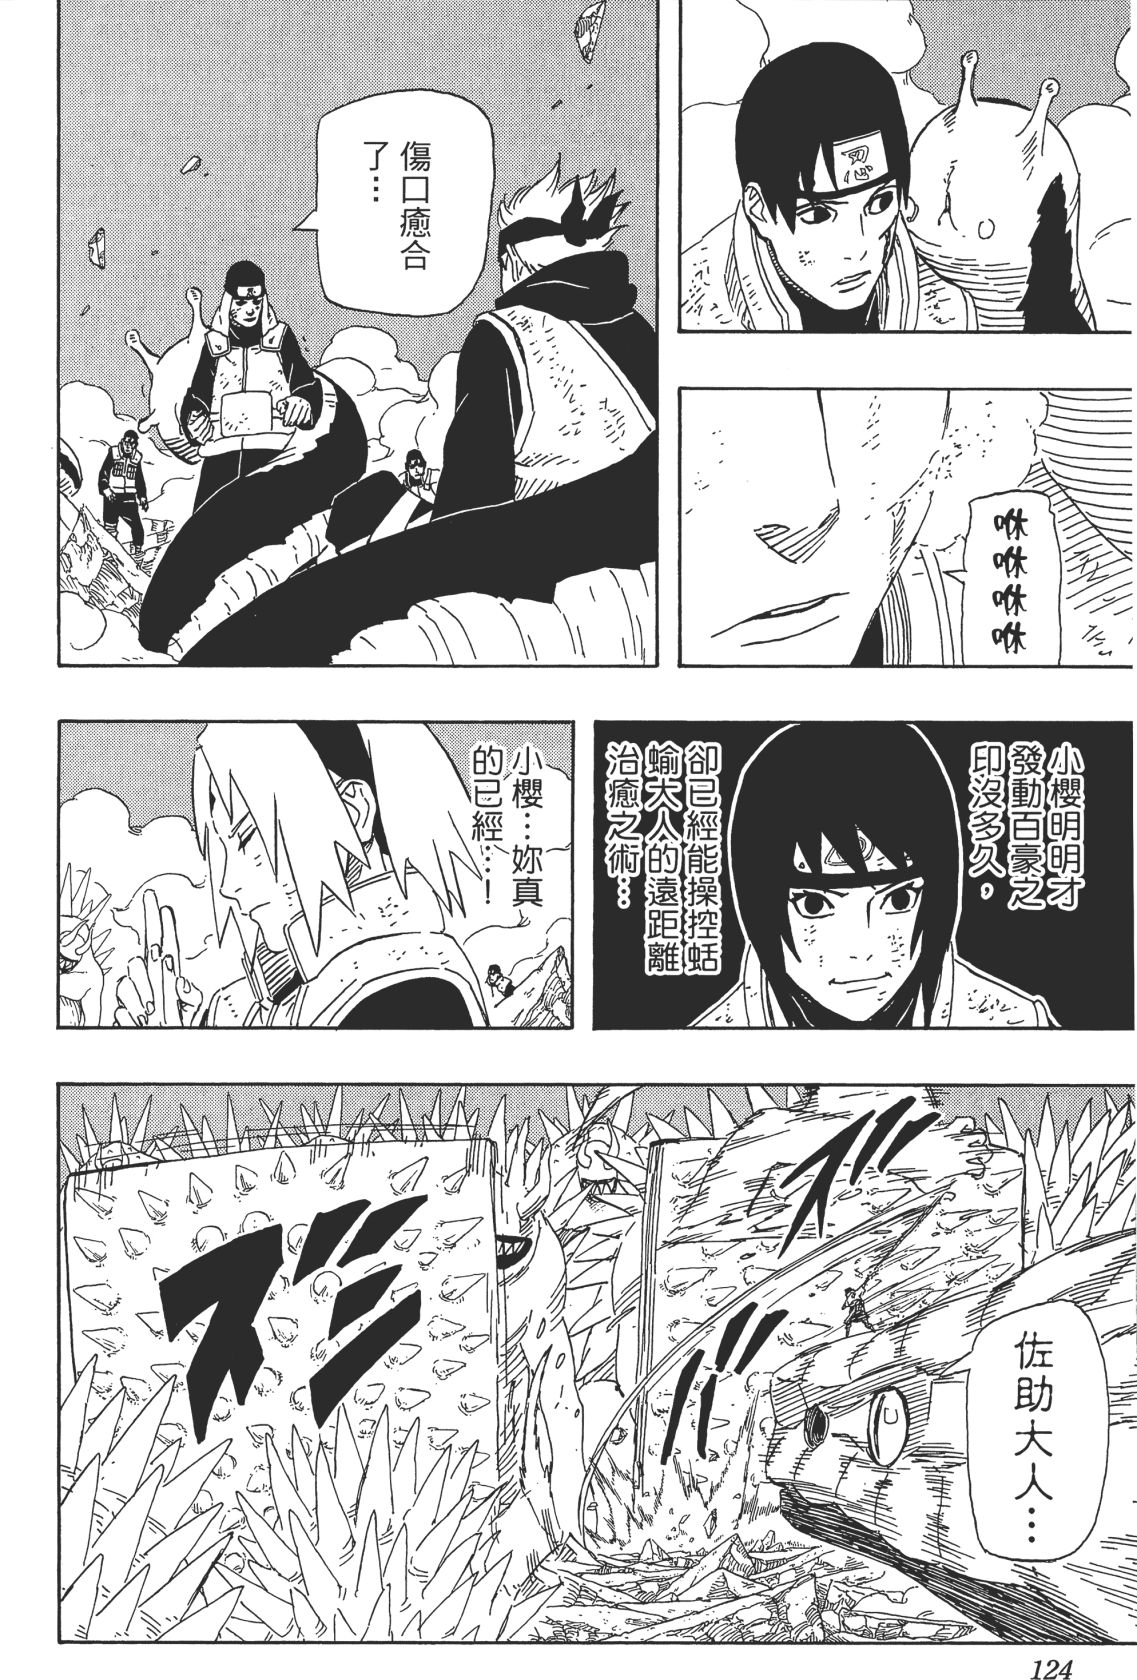 忍
咻咻咻咻
傷口癒合
了…
小櫻明明才
發動百豪之
印沒多久，
卻已經能操控蛞
蝓大人的遠距離
治癒之術…
小櫻…妳真
的已經…！
ズズ
佐助大人…
ズズ
124